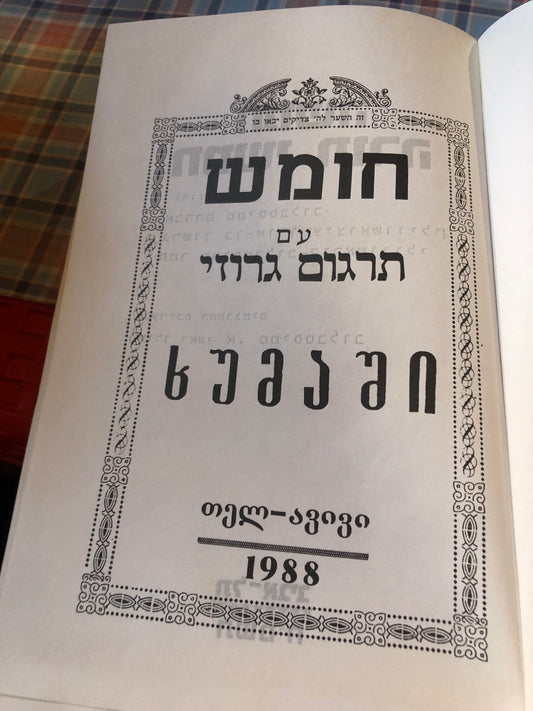 זה השער לה׳ צדיקים יבאו בו
חומש
עם
תרגום גרוזי
ხუმაში
თელ-ავივი
1988